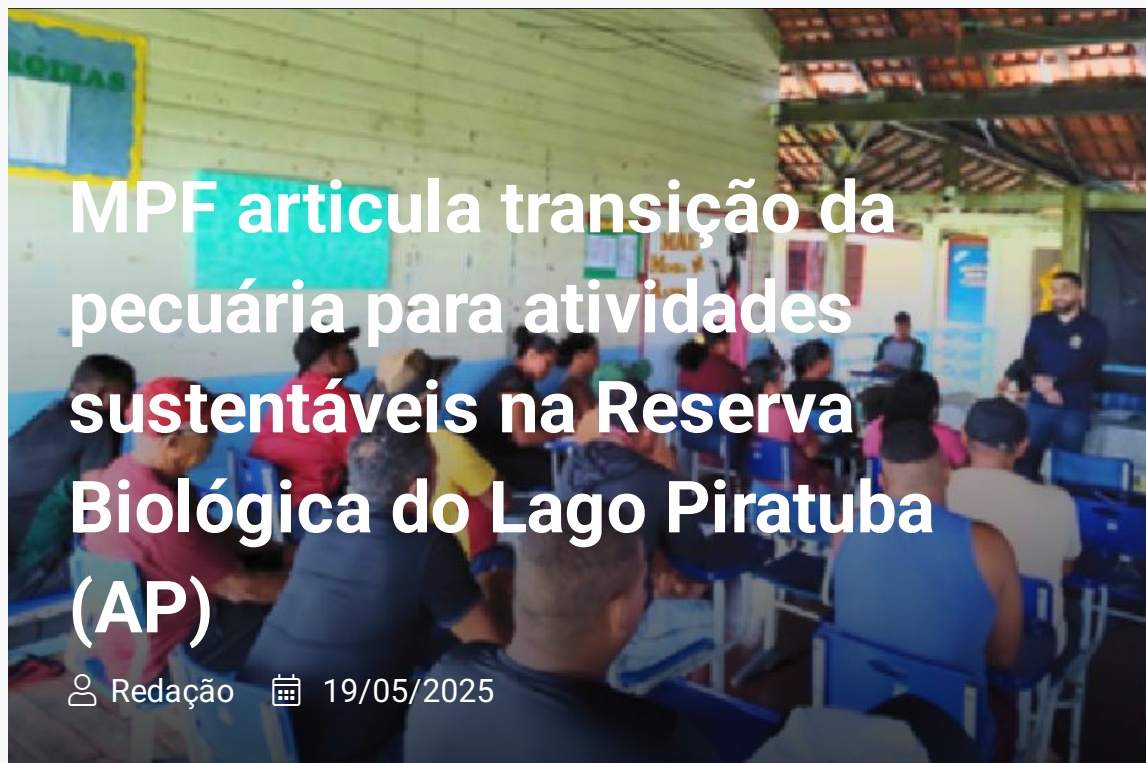 MPF articula transição da
pecuária para atividades
sustentáveis na Reserva
Biológica do Lago Piratuba
(AP)
Redação 19/05/2025